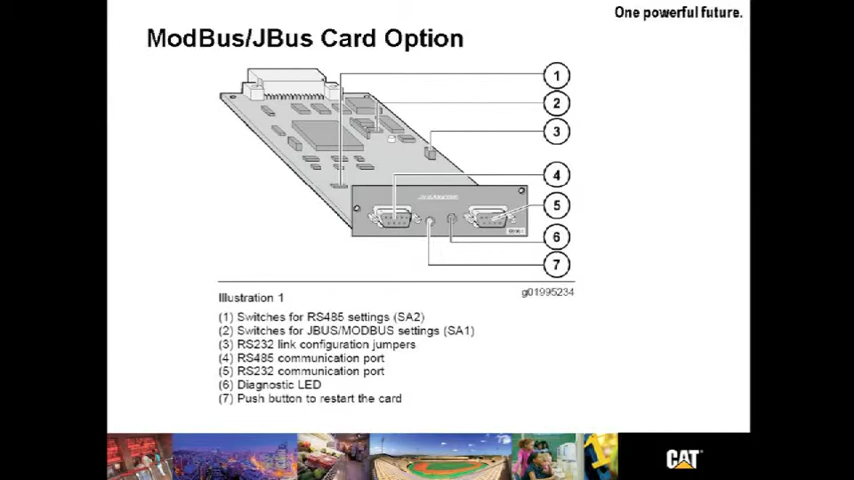 One powerful future.
ModBus/JBus Card Option
1
2
3
4
5
6
7
g01995234
Illustration 1
(1) Switches for RS485 settings (SA2)
(2) Switches for JBUS/MODBUS settings (SA1)
(3) RS232 link configuration jumpers
(4) RS485 communication port
(5) RS232 communication port
(6) Diagnostic LED
(7) Push button to restart the card
1
CAT